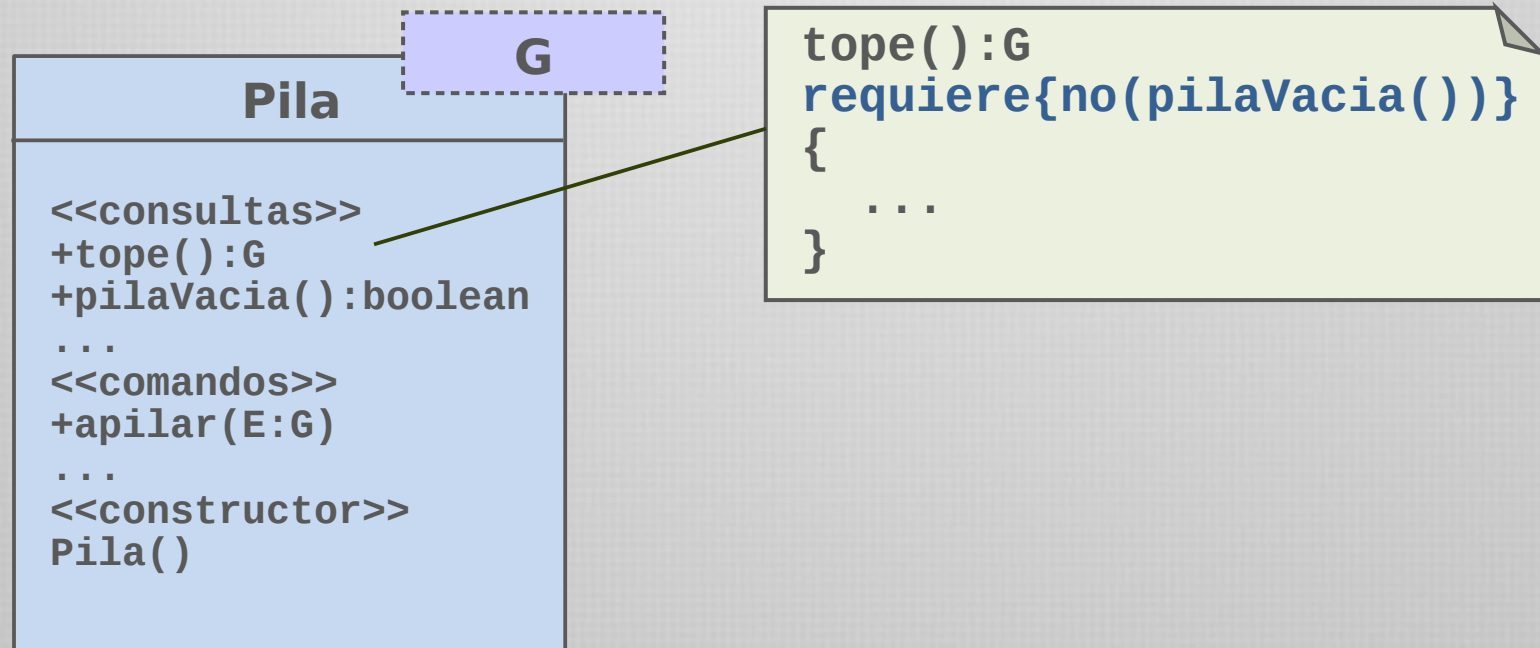 G
Pila
<<consultas>>
+tope():G
+pilaVacia():boolean
...
<<comandos>>
+apilar(E:G)
...
<<constructor>>
Pila()
tope():G
requiere{no(pilaVacia())}
{
...
}